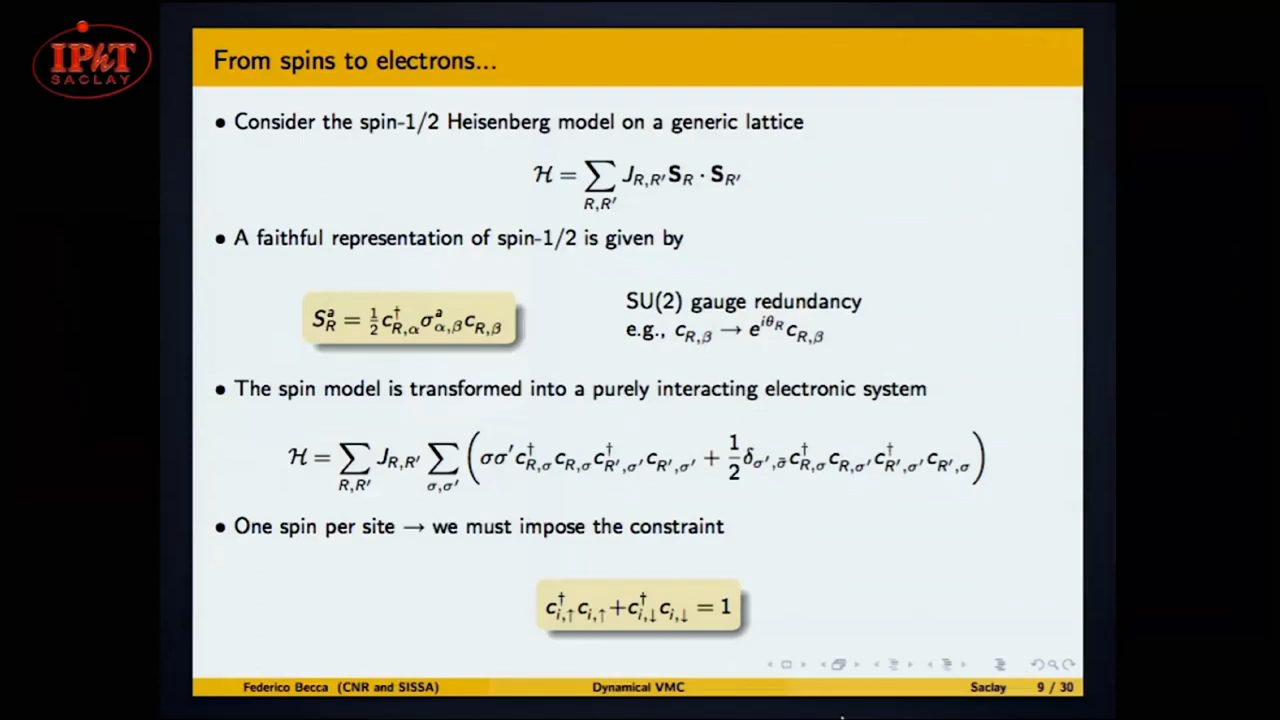 IPhT
SACLAY
From spins to electrons...
• Consider the spin-1/2 Heisenberg model on a generic lattice
ℋ = ∑_{R,R′} J_{R,R′} S_R · S_{R′}
• A faithful representation of spin-1/2 is given by
S^a_R = ½ c†_{R,α} σ^a_{α,β} c_{R,β}
SU(2) gauge redundancy
e.g., c_{R,β} → e^{iθ_R} c_{R,β}
• The spin model is transformed into a purely interacting electronic system
ℋ = ∑_{R,R′} J_{R,R′} ∑_{σ,σ′} (σσ′c†_{R,σ}c_{R,σ}c†_{R′,σ′}c_{R′,σ′} + ½ δ_{σ′,σ̄}c†_{R,σ}c_{R,σ′}c†_{R′,σ′}c_{R′,σ})
• One spin per site → we must impose the constraint
c†_{i,↑}c_{i,↑}+c†_{i,↓}c_{i,↓} = 1
Federico Becca (CNR and SISSA) Dynamical VMC Saclay 9 / 30